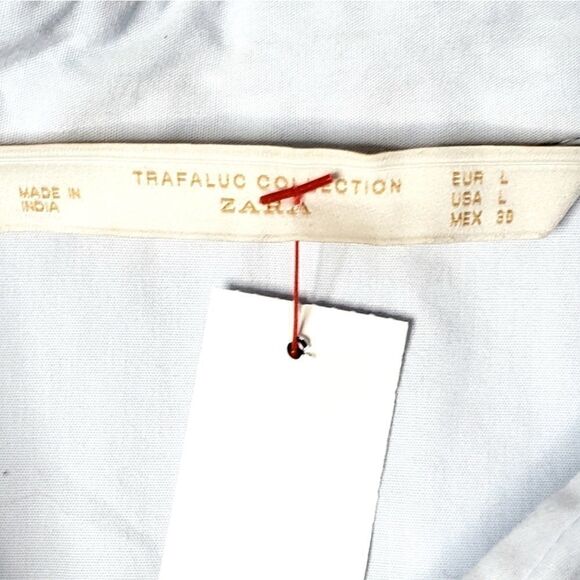 MADE IN
INDIA
TRAFALUC COLLECTION
ZARA
EUR L
USA L
MEX 30